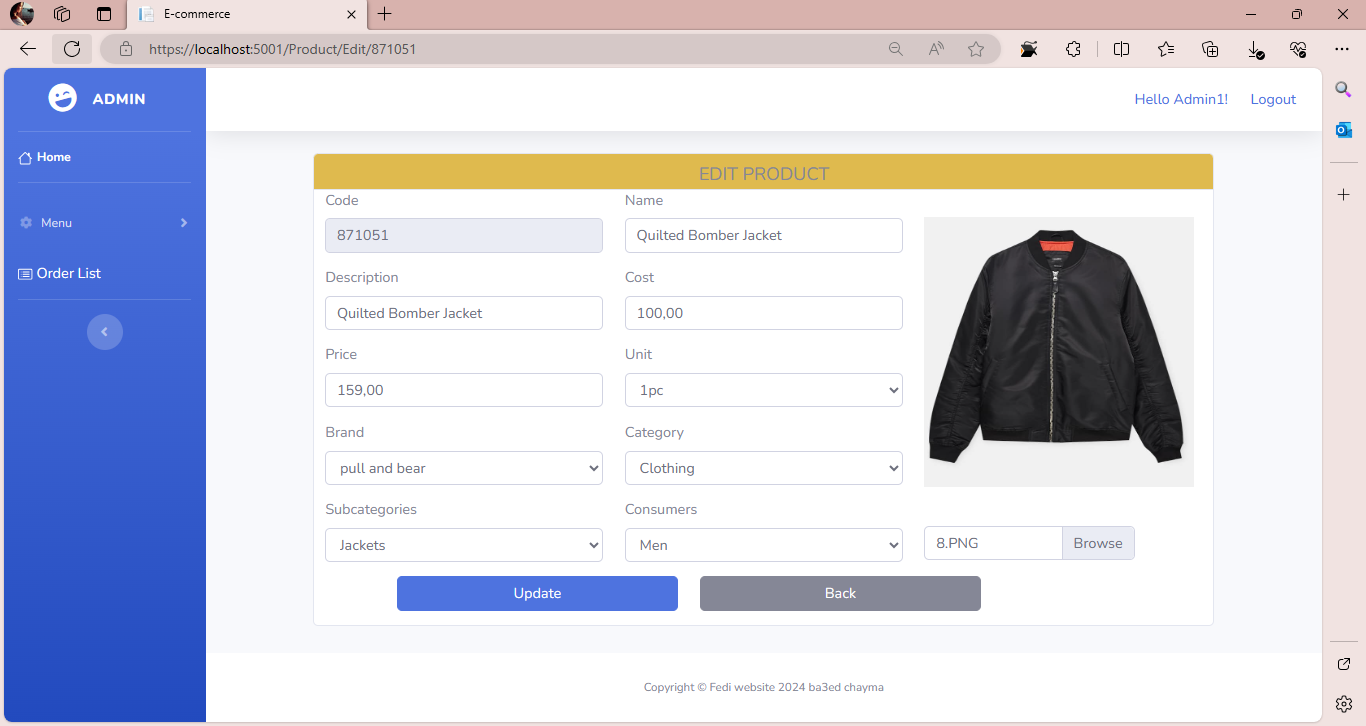 E-commerce
https://localhost:5001/Product/Edit/871051
ADMIN
Hello Admin1! Logout
Home
Menu
Order List
EDIT PRODUCT
Code Name
871051 Quilted Bomber Jacket
Description Cost
Quilted Bomber Jacket 100,00
Price Unit
159,00 1pc
Brand Category
pull and bear Clothing
Subcategories Consumers
Jackets Men 8.PNG Browse
Update Back
Copyright © Fedi website 2024 ba3ed chayma